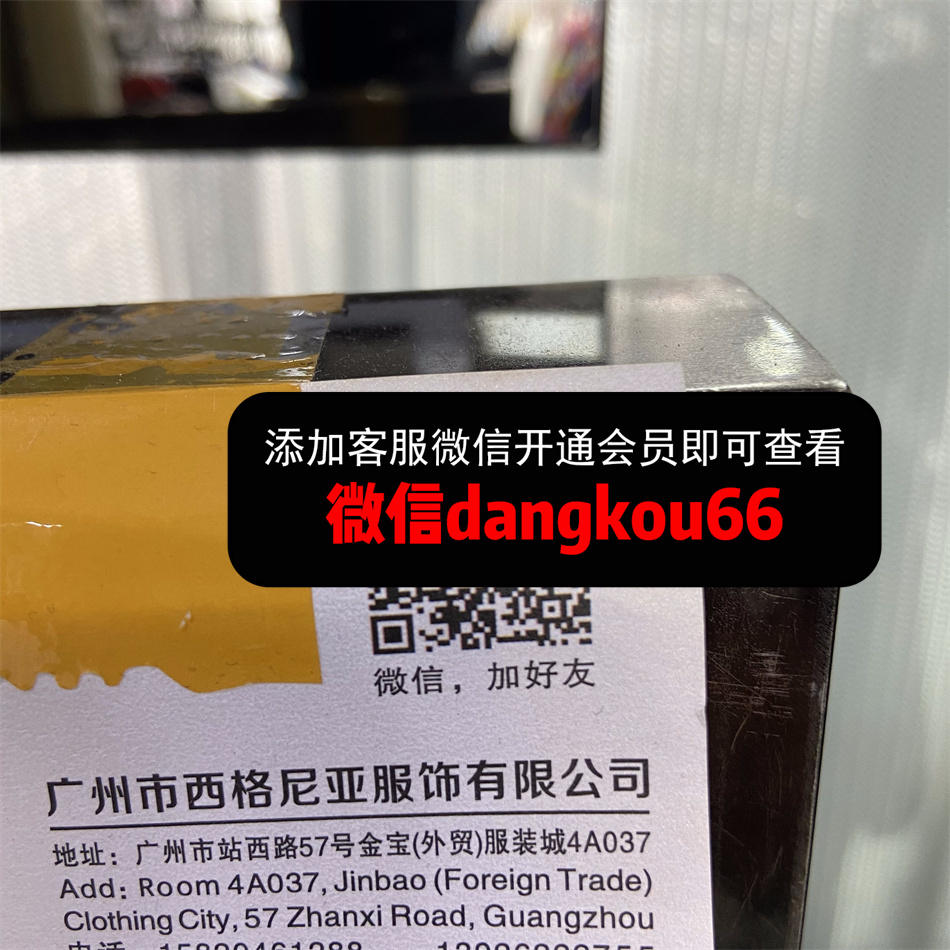 添加客服微信开通会员即可查看
微信dangkou66
微信，加好友
广州市西格尼亚服饰有限公司
地址：广州市站西路57号金宝(外贸)服装城4A037
Add: Room 4A037, Jinbao (Foreign Trade)
Clothing City, 57 Zhanxi Road, Guangzhou